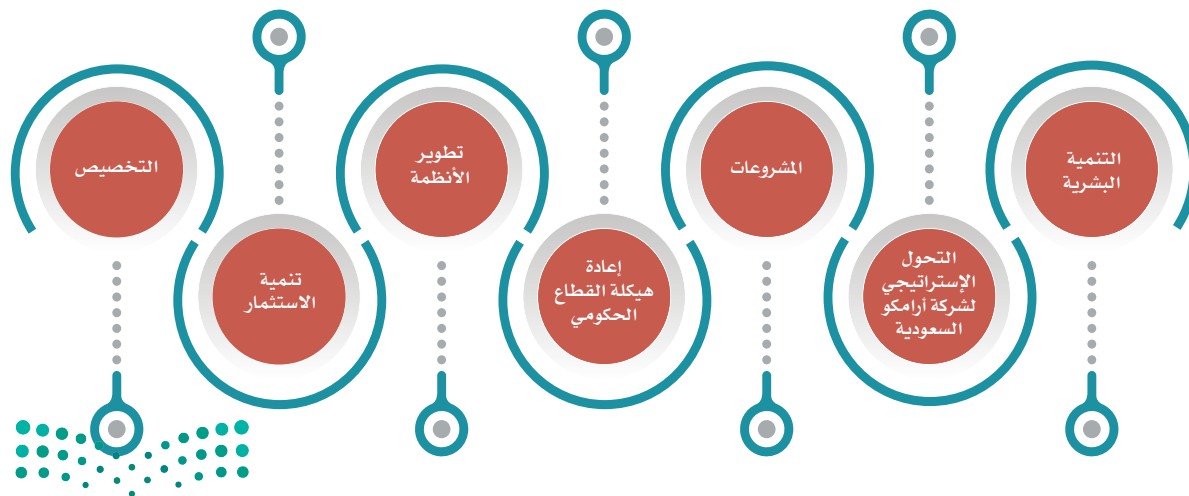 التنمية
البشرية
التحول
الإستراتيجي
لشركة أرامكو
السعودية
المشروعات
إعادة
هيكلة القطاع
الحكومي
تطوير
الأنظمة
تنمية
الاستثمار
التخصيص